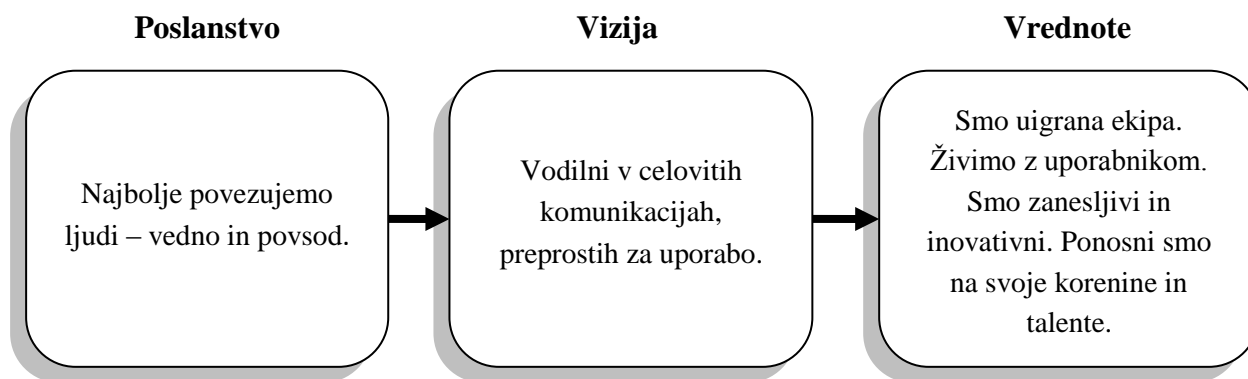 Poslanstvo
Vizija
Vrednote
Najbolje povezujemo
ljudi – vedno in povsod.
Vodilni v celovitih
komunikacijah,
preprostih za uporabo.
Smo uigrana ekipa.
Živimo z uporabnikom.
Smo zanesljivi in
inovativni. Ponosni smo
na svoje korenine in
talente.